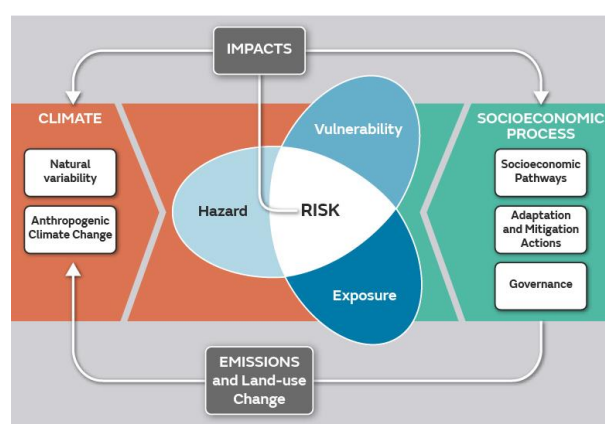 IMPACTS
CLIMATE
Natural
variability
Anthropogenic
Climate Change
Vulnerability
Hazard
RISK
Exposure
SOCIOECONOMIC
PROCESS
Socioeconomic
Pathways
Adaptation
and Mitigation
Actions
Governance
EMISSIONS
and Land-use
Change